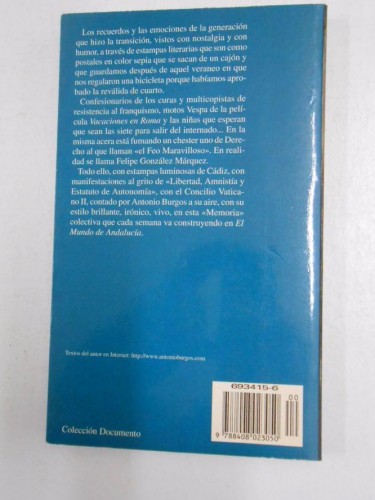 Los recuerdos y las emociones de la generación
que hizo la transición, vistos con nostalgia y con
humor, a través de estampas literarias que son como
postales en color sepia que se sacan de un cajón y
que guardamos después de aquel veraneo en que
nos regalaron una bicicleta porque habíamos apro-
bado la reválida de cuarto.
Confesionarios de los curas y multicopistas de
resistencia al franquismo, motos Vespa de la pelí-
cula Vacaciones en Roma y las niñas que esperan
que sean las siete para salir del internado... En la
misma acera está fumando un chester uno de Dere-
cho al que llaman «el Feo Maravilloso». En reali-
dad se llama Felipe González Márquez.
Todo ello, con estampas luminosas de Cádiz, con
manifestaciones al grito de «Libertad, Amnistía y
Estatuto de Autonomía», con el Concilio Vatica-
no II, contado por Antonio Burgos a su aire, con su
estilo brillante, irónico, vivo, en esta «Memoria»
colectiva que cada semana va construyendo en El
Mundo de Andalucía.
Textos del autor en Internet: http://www.antonioburgos.com
693415-6
00
9 788408 023050
Colección Documento